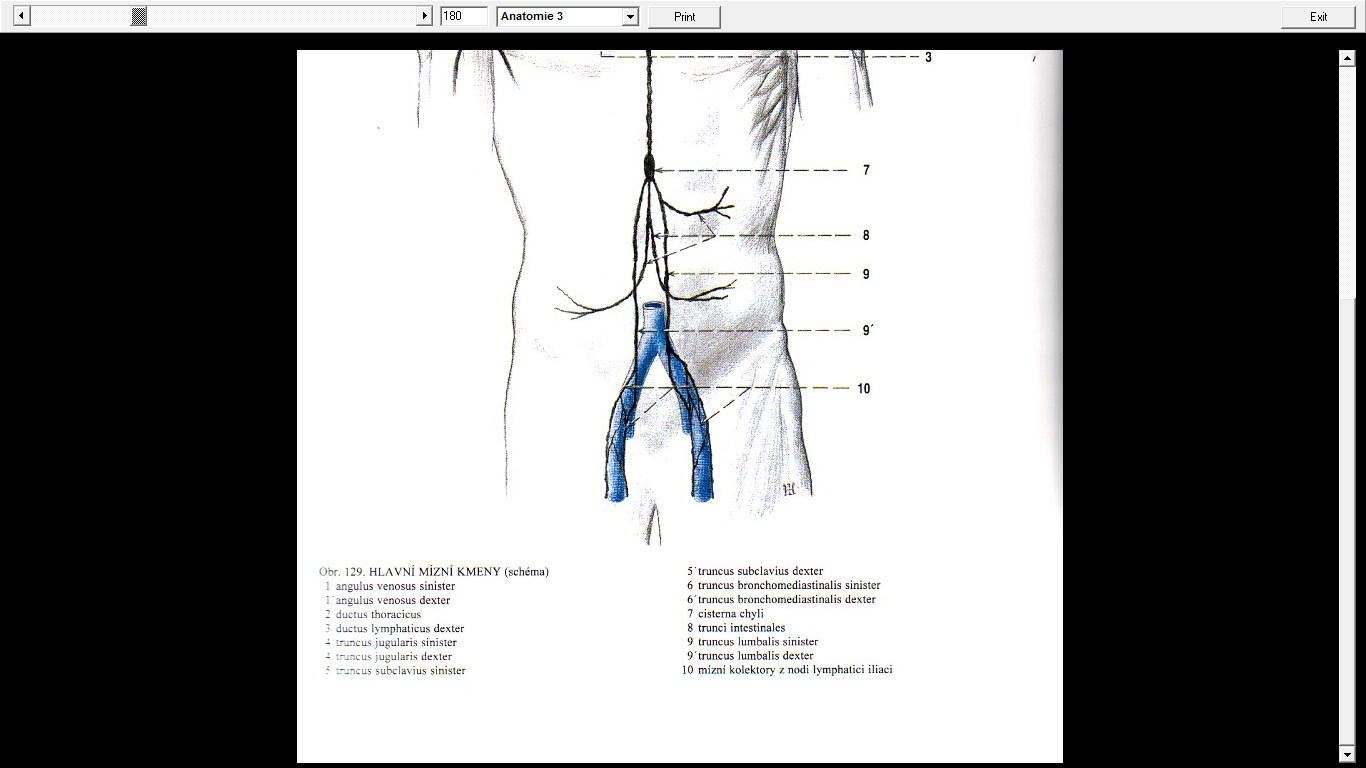 180 Anatomie 3 Print Exit
3
7
8
9
9´
10
Obr. 129. HLAVNÍ MÍZNÍ KMENY (schéma)
1 angulus venosus sinister
1´angulus venosus dexter
2 ductus thoracicus
3 ductus lymphaticus dexter
4 truncus jugularis sinister
4 truncus jugularis dexter
5 truncus subclavius sinister
5´truncus subclavius dexter
6 truncus bronchomediastinalis sinister
6´truncus bronchomediastinalis dexter
7 cisterna chyli
8 trunci intestinales
9 truncus lumbalis sinister
9´truncus lumbalis dexter
10 mízní kolektory z nodi lymphatici iliaci